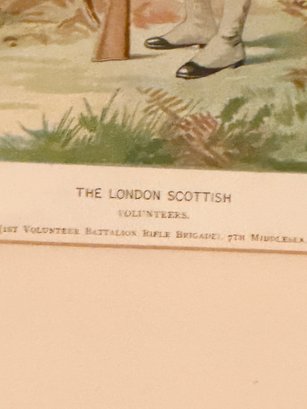 THE LONDON SCOTTISH
VOLUNTEERS.
(1ST VOLUNTEER BATTALION RIFLE BRIGADE). 7TH MIDDLESEX